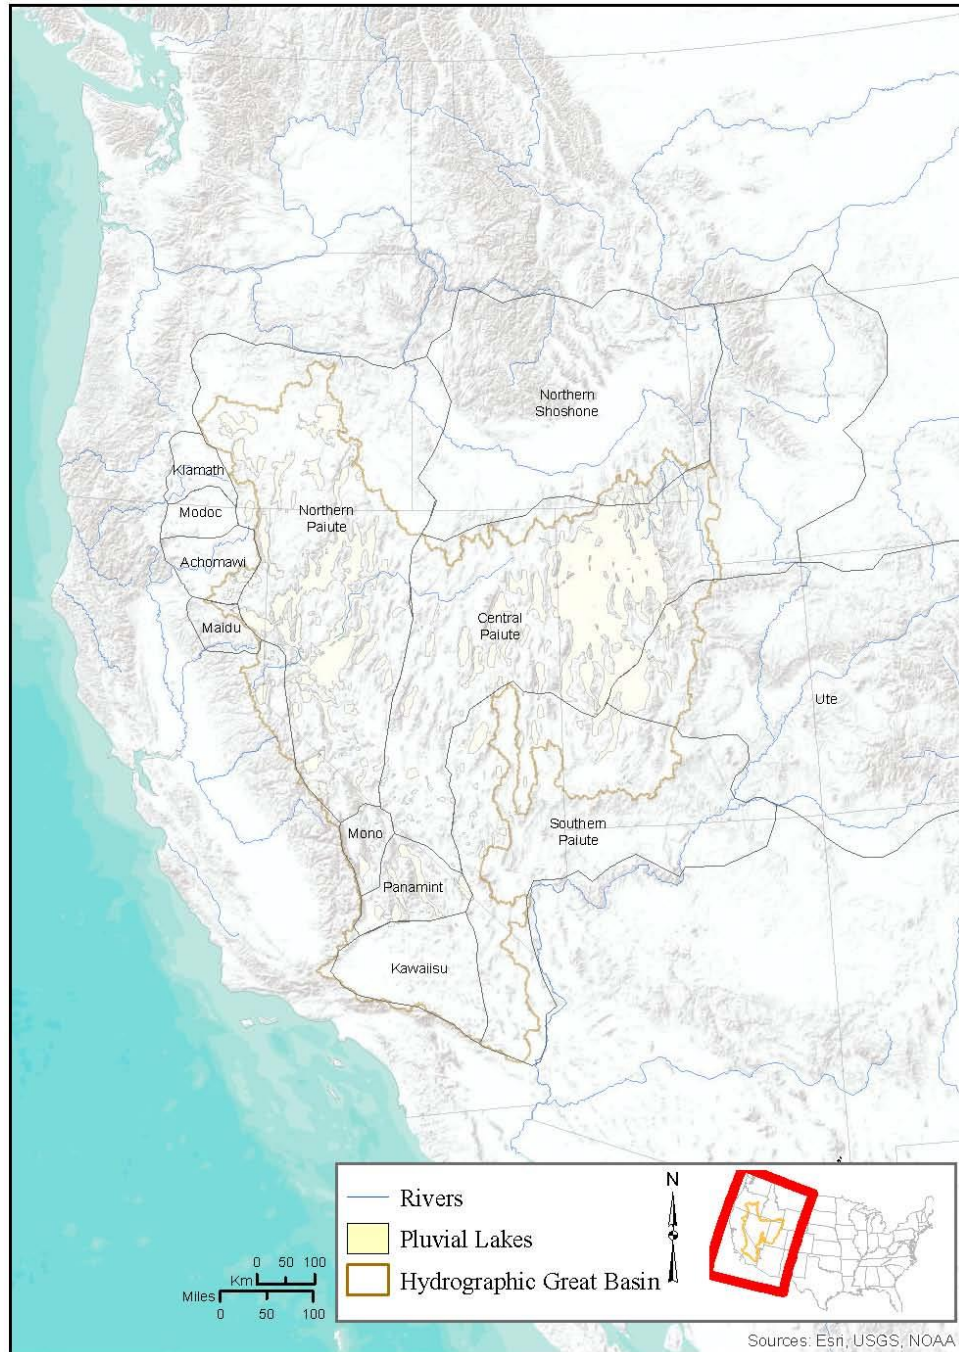 Northern
Shoshone
Klamath
Modoc
Northern
Paiute
Achomawi
Maidu
Central
Paiute
Ute
Mono
Southern
Paiute
Panamint
Kawaiisu
Rivers
Pluvial Lakes
Hydrographic Great Basin
N
0 50 100
Km
Miles
0 50 100
Sources: Esri, USGS, NOAA